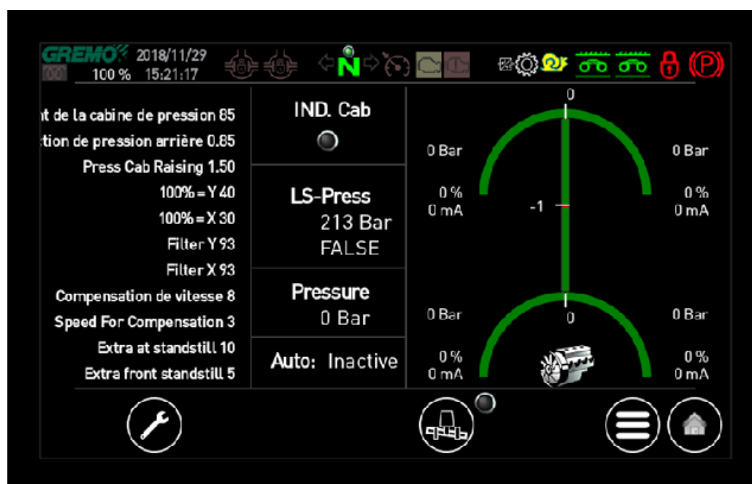 GREMO 2018/11/29
100 % 15:21:17
N
(P)
de la cabine de pression 85
de pression arrière 0.85
Press Cab Raising 1.50
100% = Y 40
100% = X 30
Filter Y 93
Filter X 93
Compensation de vitesse 8
Speed For Compensation 3
Extra at standstill 10
Extra front standstill 5
IND. Cab
LS-Press
213 Bar
FALSE
Pressure
0 Bar
Auto: Inactive
0
0 Bar 0 Bar
0 % 0 %
0 mA -1 0 mA
0 Bar 0 0 Bar
0 % 0 %
0 mA 0 mA